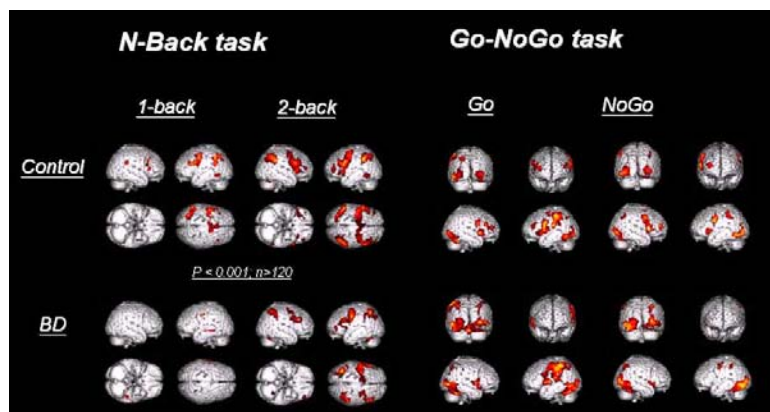 N-Back task
Go-NoGo task
1-back
2-back
Go
NoGo
Control
P < 0.001; n>120
BD